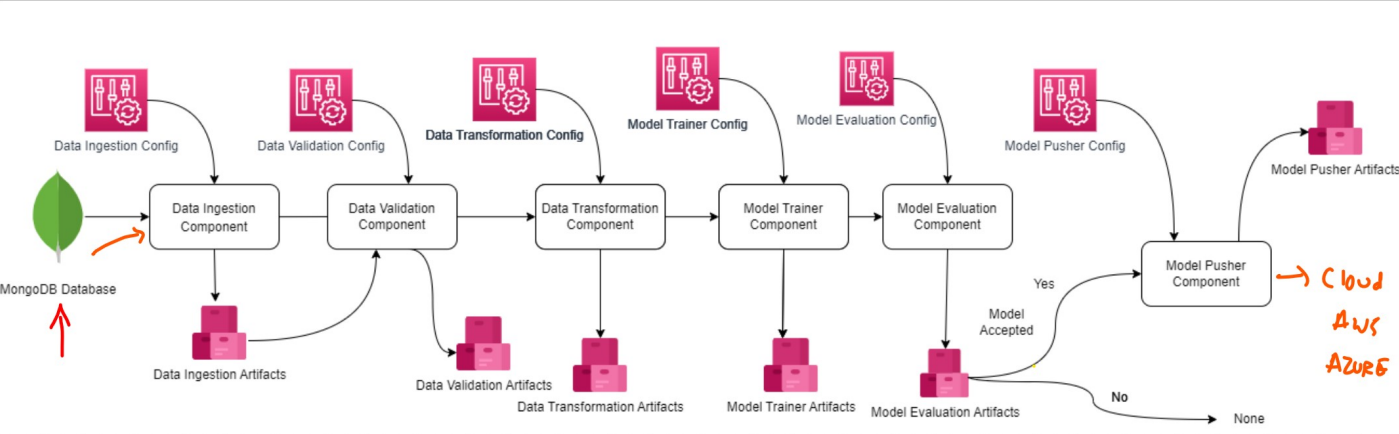 Data Ingestion Config
Data Validation Config
Data Transformation Config
Model Trainer Config
Model Evaluation Config
Model Pusher Config
Model Pusher Artifacts
MongoDB Database
Data Ingestion
Component
Data Validation
Component
Data Transformation
Component
Model Trainer
Component
Model Evaluation
Component
Model Pusher
Component
Yes
Model
Accepted
No
None
Data Ingestion Artifacts
Data Validation Artifacts
Data Transformation Artifacts
Model Trainer Artifacts
Model Evaluation Artifacts
Cloud
AWS
AZURE